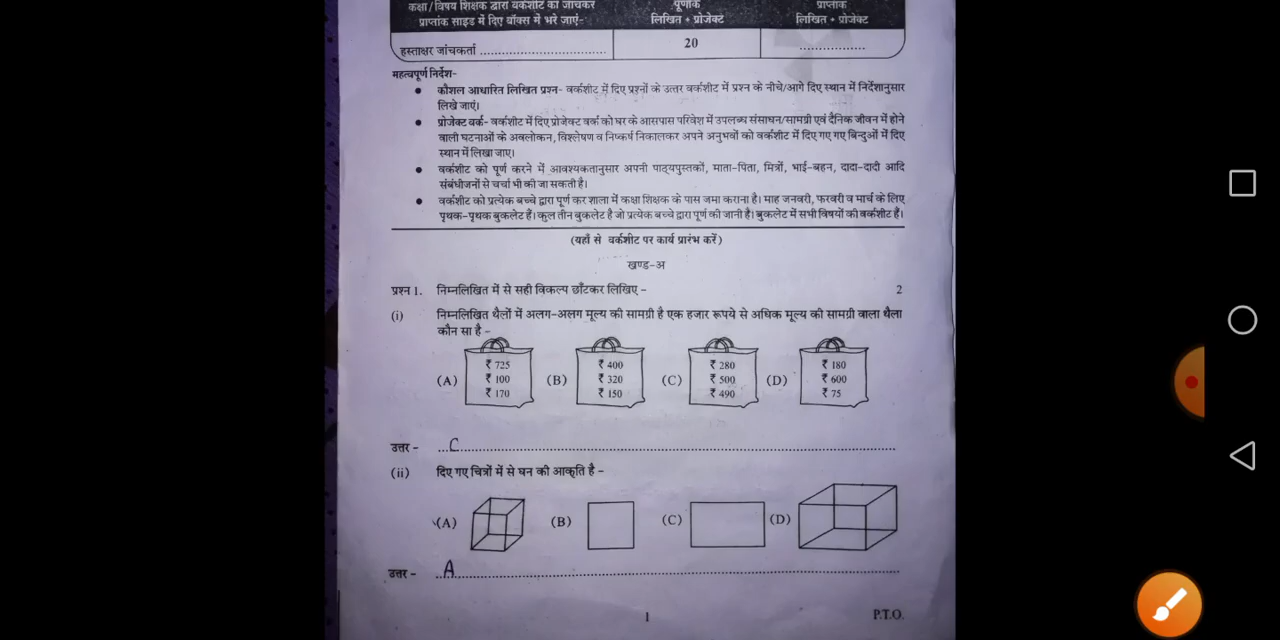 कक्षा/विषय शिक्षक द्वारा वर्कशीट को जाँचकर
प्राप्तांक साइड में दिए बॉक्स में भरे जाएं-
पूर्णांक
लिखित + प्रोजेक्ट
प्राप्तांक
लिखित + प्रोजेक्ट
हस्ताक्षर जांचकर्ता ................................
20
................
महत्वपूर्ण निर्देश-
● कौशल आधारित लिखित प्रश्न- वर्कशीट में दिए प्रश्नों के उत्तर वर्कशीट में प्रश्न के नीचे/आगे दिए स्थान में निर्देशानुसार
लिखे जाएं।
● प्रोजेक्ट वर्क- वर्कशीट में दिए प्रोजेक्ट वर्क को घर के आसपास परिवेश में उपलब्ध संसाधन/सामग्री एवं दैनिक जीवन में होने
वाली घटनाओं के अवलोकन, विश्लेषण व निष्कर्ष निकालकर अपने अनुभवों को वर्कशीट में दिए गए गए बिन्दुओं में दिए
स्थान में लिखा जाए।
● वर्कशीट को पूर्ण करने में आवश्यकतानुसार अपनी पाठ्यपुस्तकों, माता-पिता, मित्रों, भाई-बहन, दादा-दादी आदि
संबंधीजनों से चर्चा भी की जा सकती है।
● वर्कशीट को प्रत्येक बच्चे द्वारा पूर्ण कर शाला में कक्षा शिक्षक के पास जमा कराना है। माह जनवरी, फरवरी व मार्च के लिए
पृथक-पृथक बुकलेट हैं। कुल तीन बुकलेट है जो प्रत्येक बच्चे द्वारा पूर्ण की जानी है। बुकलेट में सभी विषयों की वर्कशीट हैं।
(यहाँ से वर्कशीट पर कार्य प्रारंभ करें)
खण्ड-अ
प्रश्न 1. निम्नलिखित में से सही विकल्प छाँटकर लिखिए - 2
(i) निम्नलिखित थैलों में अलग-अलग मूल्य की सामग्री है एक हजार रूपये से अधिक मूल्य की सामग्री वाला थैला
कौन सा है -
(A) ₹ 725 ₹ 100 ₹ 170
(B) ₹ 400 ₹ 320 ₹ 150
(C) ₹ 280 ₹ 500 ₹ 490
(D) ₹ 180 ₹ 600 ₹ 75
उत्तर - ...C................................
(ii) दिए गए चित्रों में से घन की आकृति है -
(A) (B) (C) (D)
उत्तर - ...A................................
1
P.T.O.